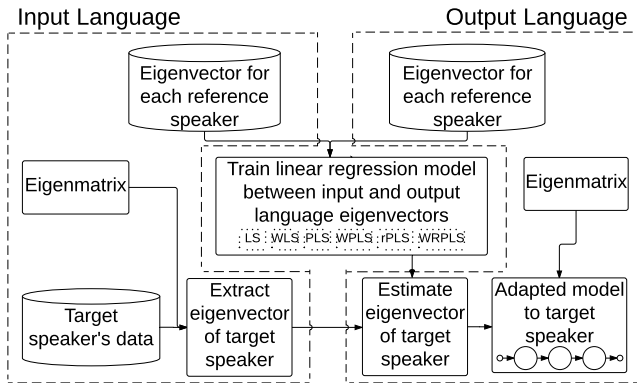 Input Language
Output Language
Eigenvector for
each reference
speaker
Eigenvector for
each reference
speaker
Train linear regression model
between input and output
language eigenvectors
LS WLS PLS WPLS rPLS WRPLS
Eigenmatrix
Eigenmatrix
Target
speaker's data
Extract
eigenvector
of target
speaker
Estimate
eigenvector
of target
speaker
Adapted model
to target
speaker